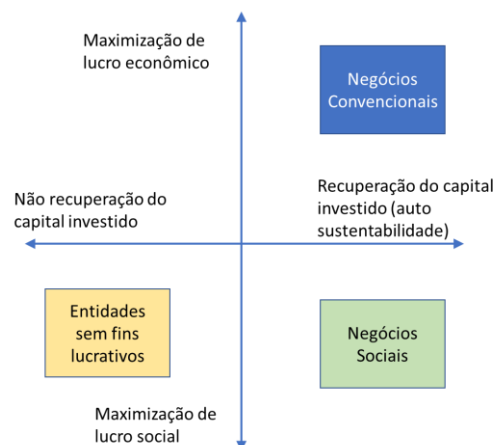 Maximização de
lucro econômico
Negócios
Convencionais
Não recuperação do
capital investido
Recuperação do capital
investido (auto
sustentabilidade)
Entidades
sem fins
lucrativos
Negócios
Sociais
Maximização de
lucro social